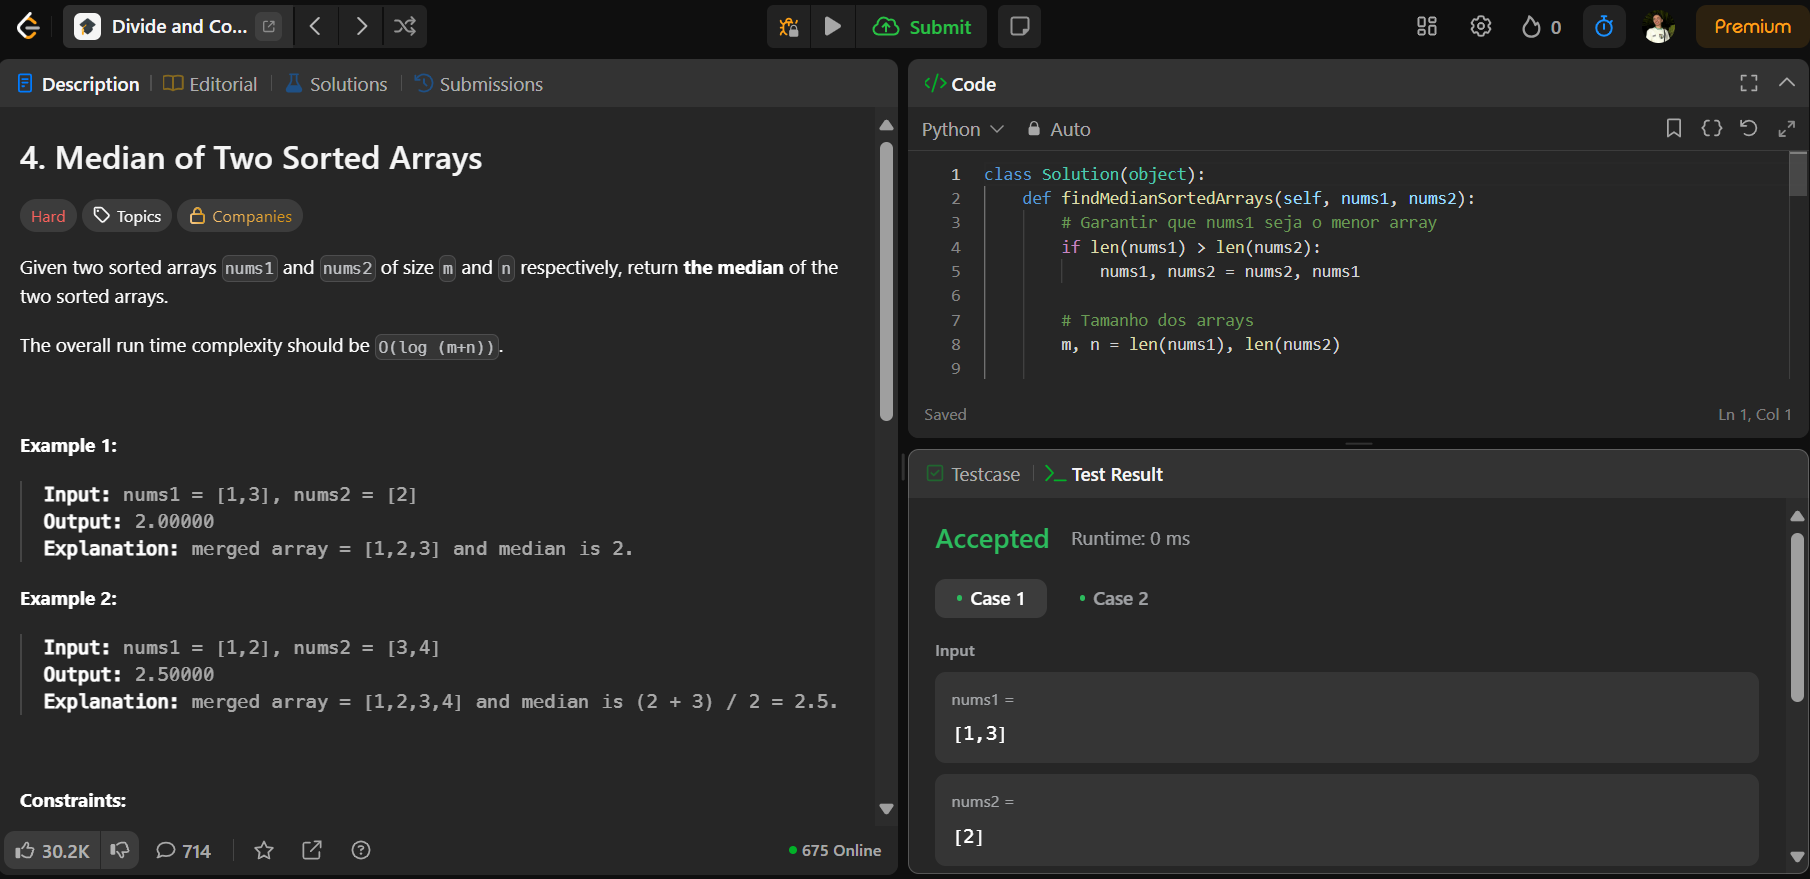 Divide and Co...
Submit
0
Premium
Description
Editorial
Solutions
Submissions
4. Median of Two Sorted Arrays
Hard
Topics
Companies
Given two sorted arrays nums1 and nums2 of size m and n respectively, return the median of the
two sorted arrays.
The overall run time complexity should be O(log (m+n)).
Example 1:
Input: nums1 = [1,3], nums2 = [2]
Output: 2.00000
Explanation: merged array = [1,2,3] and median is 2.
Example 2:
Input: nums1 = [1,2], nums2 = [3,4]
Output: 2.50000
Explanation: merged array = [1,2,3,4] and median is (2 + 3) / 2 = 2.5.
Constraints:
30.2K
714
675 Online
</> Code
Python
Auto
1 class Solution(object):
2 def findMedianSortedArrays(self, nums1, nums2):
3 # Garantir que nums1 seja o menor array
4 if len(nums1) > len(nums2):
5 nums1, nums2 = nums2, nums1
6
7 # Tamanho dos arrays
8 m, n = len(nums1), len(nums2)
9
Saved
Ln 1, Col 1
Testcase
Test Result
Accepted
Runtime: 0 ms
Case 1
Case 2
Input
nums1 =
[1,3]
nums2 =
[2]